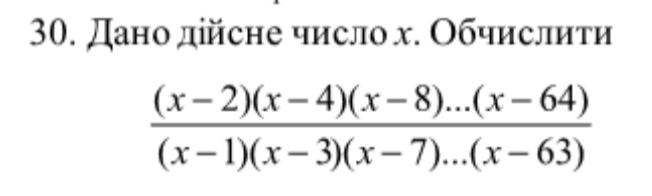 30. Дано дійсне число x. Обчислити
(x – 2)(x – 4)(x – 8)...(x – 64)
(x – 1)(x – 3)(x – 7)...(x – 63)